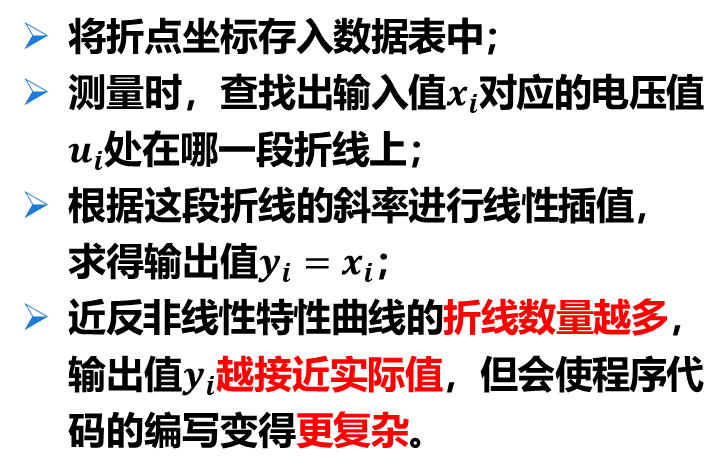 ➢ 将折点坐标存入数据表中；
➢ 测量时，查找出输入值xᵢ对应的电压值
uᵢ处在哪一段折线上；
➢ 根据这段折线的斜率进行线性插值，
求得输出值yᵢ = xᵢ；
➢ 近反非线性特性曲线的折线数量越多，
输出值yᵢ越接近实际值，但会使程序代
码的编写变得更复杂。